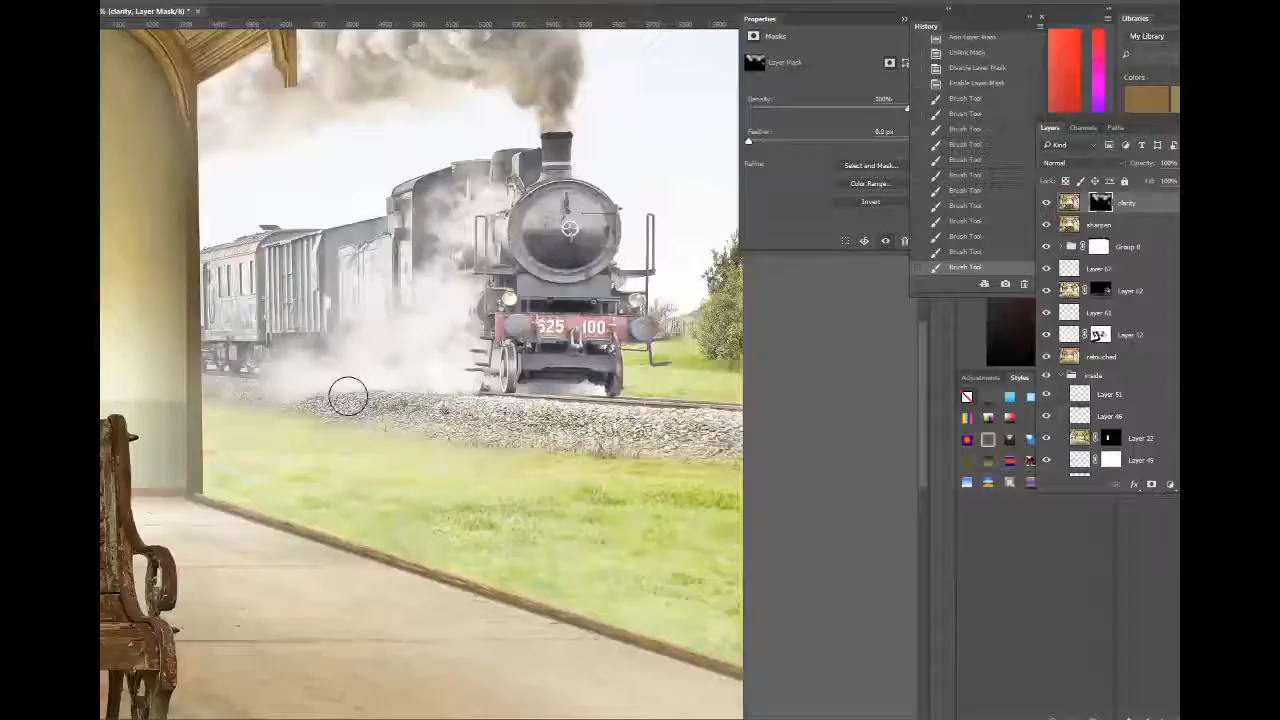 % (clarity, Layer Mask/8) * ×
Properties
Masks
Layer Mask
Density: 100%
Feather: 0.0 px
Refine:
Select and Mask...
Color Range...
Invert
History
Add Layer Mask
Unlink Mask
Disable Layer Mask
Enable Layer Mask
Brush Tool
Brush Tool
Brush Tool
Brush Tool
Brush Tool
Brush Tool
Brush Tool
Brush Tool
Brush Tool
Brush Tool
Brush Tool
Brush Tool
Libraries
My Library
Colors
Layers Channels Paths
Kind
Normal Opacity: 100%
Lock: Fill: 100%
clarity
sharpen
Group 8
Layer 67
Layer 62
Layer 61
Layer 12
retouched
inside
Layer 51
Layer 46
Layer 22
Layer 45
Adjustments Styles
fx
625 100